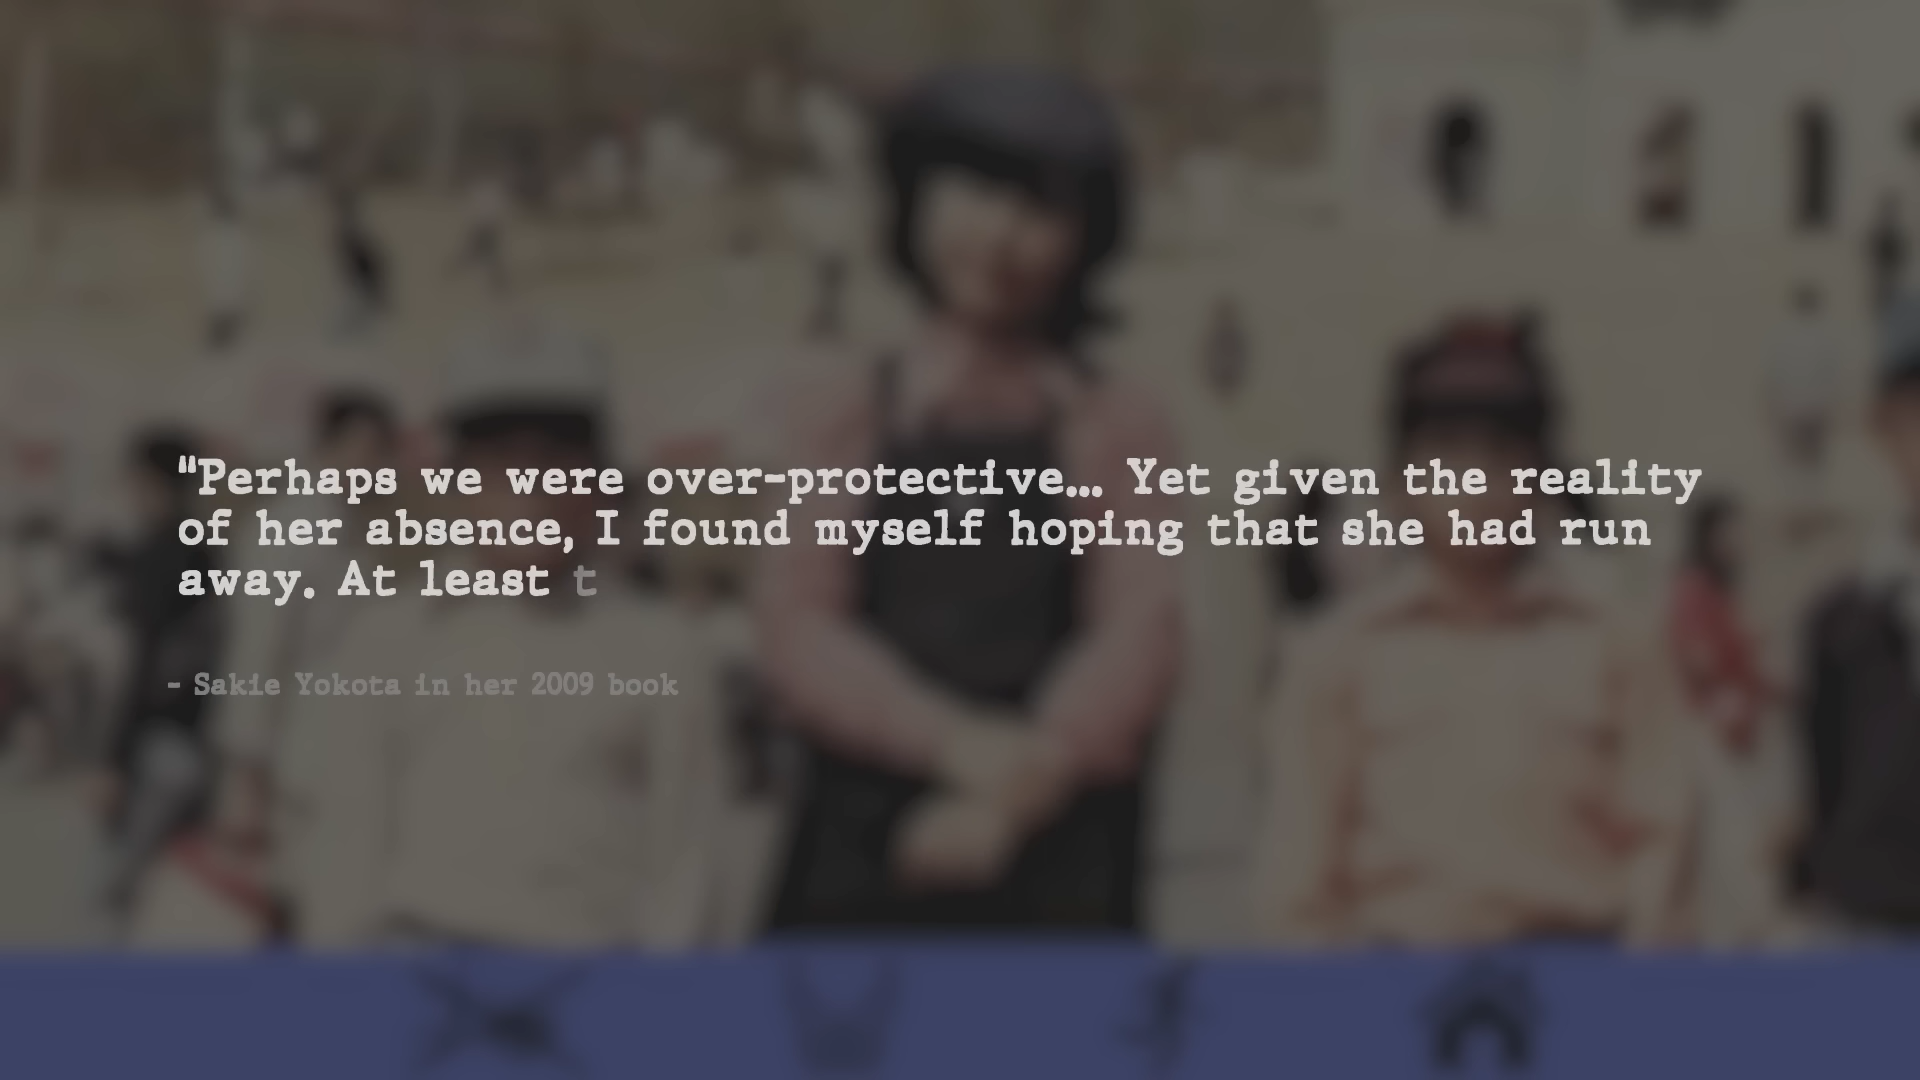 "Perhaps we were over-protective... Yet given the reality
of her absence, I found myself hoping that she had run
away. At least t
- Sakie Yokota in her 2009 book